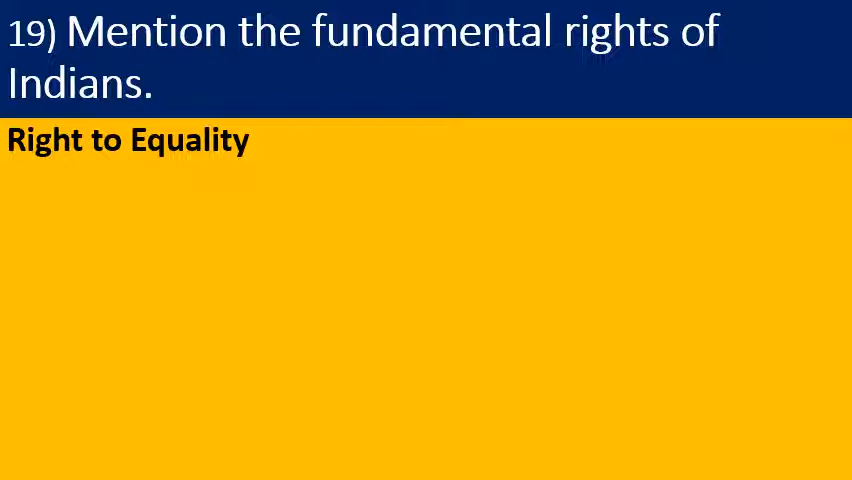 19) Mention the fundamental rights of
Indians.
Right to Equality